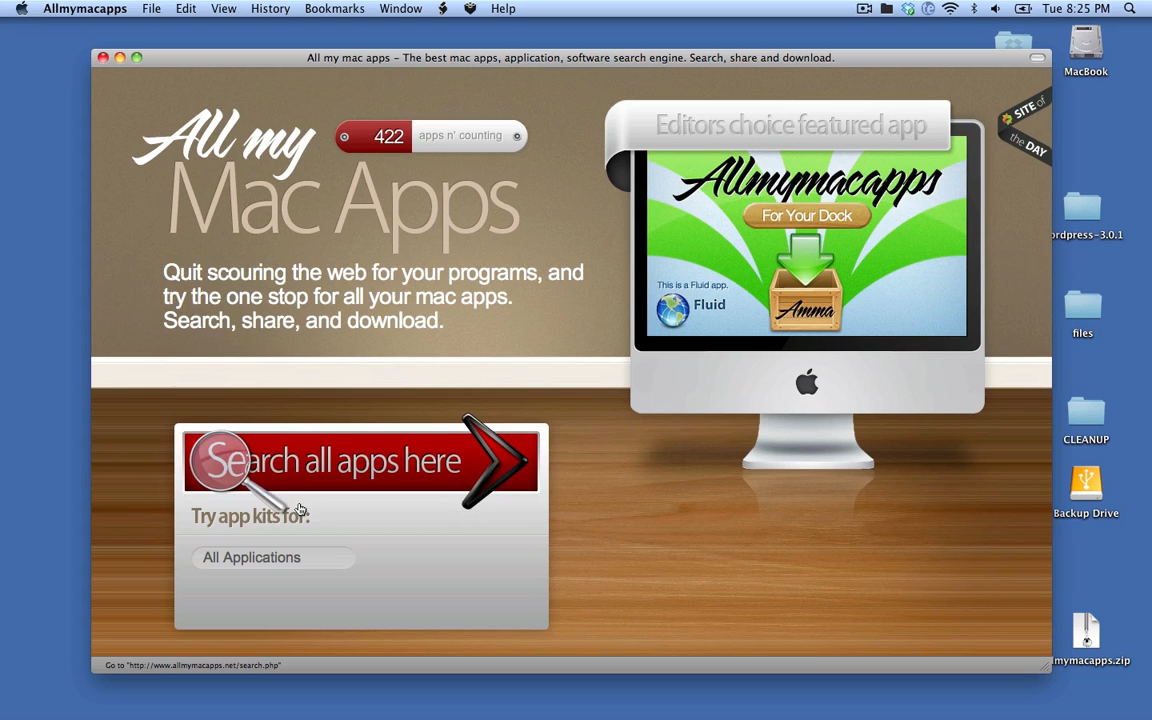 Allmymacapps File Edit View History Bookmarks Window Help Tue 8:25 PM
All my mac apps – The best mac apps, application, software search engine. Search, share and download.
MacBook
All my
422 apps n' counting
Mac Apps
Quit scouring the web for your programs, and
try the one stop for all your mac apps.
Search, share, and download.
Editors choice featured app
SITE of
the DAY
Allmymacapps
For Your Dock
This is a Fluid app.
Fluid
Amma
ordpress-3.0.1
files
CLEANUP
Backup Drive
lmymacapps.zip
Search all apps here
Try app kits for:
All Applications
Go to "http://www.allmymacapps.net/search.php"